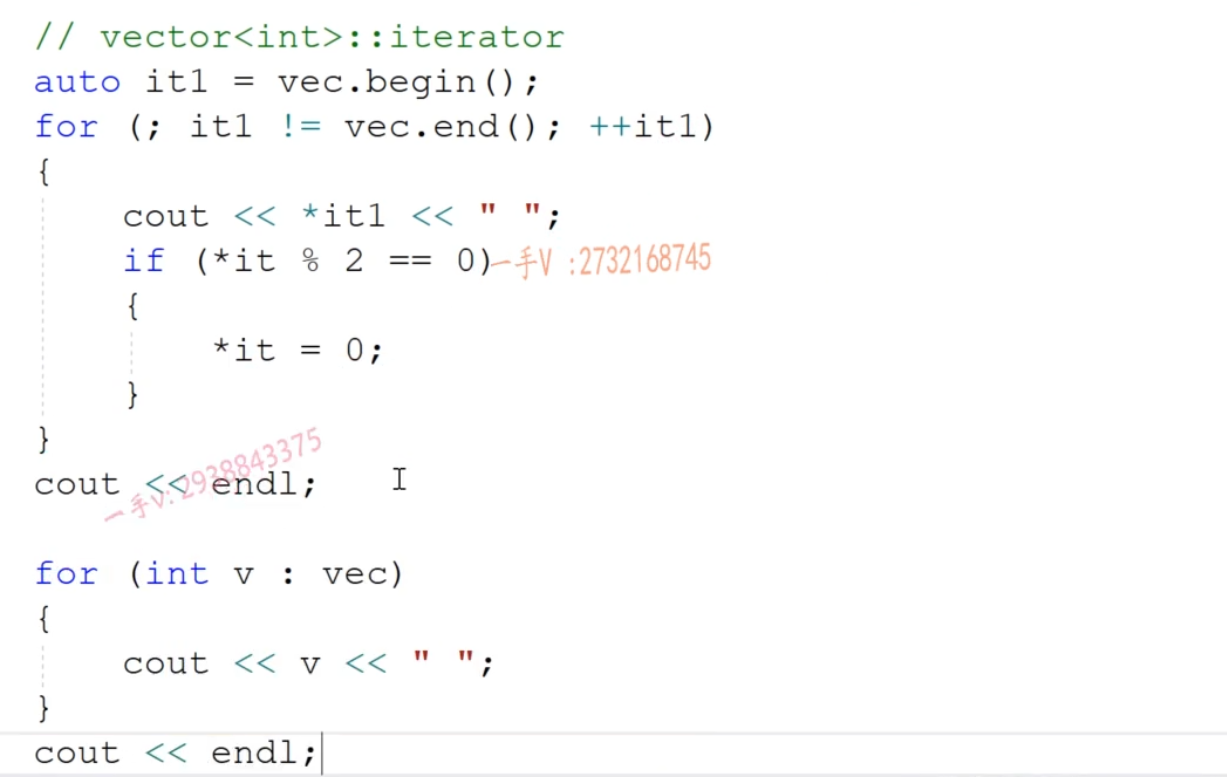 // vector<int>::iterator
auto it1 = vec.begin();
for (; it1 != vec.end(); ++it1)
{
cout << *it1 << " ";
if (*it % 2 == 0)
一手V :2732168745
{
*it = 0;
}
}
cout << endl;
一手V: 2938843375
for (int v : vec)
{
cout << v << " ";
}
cout << endl;